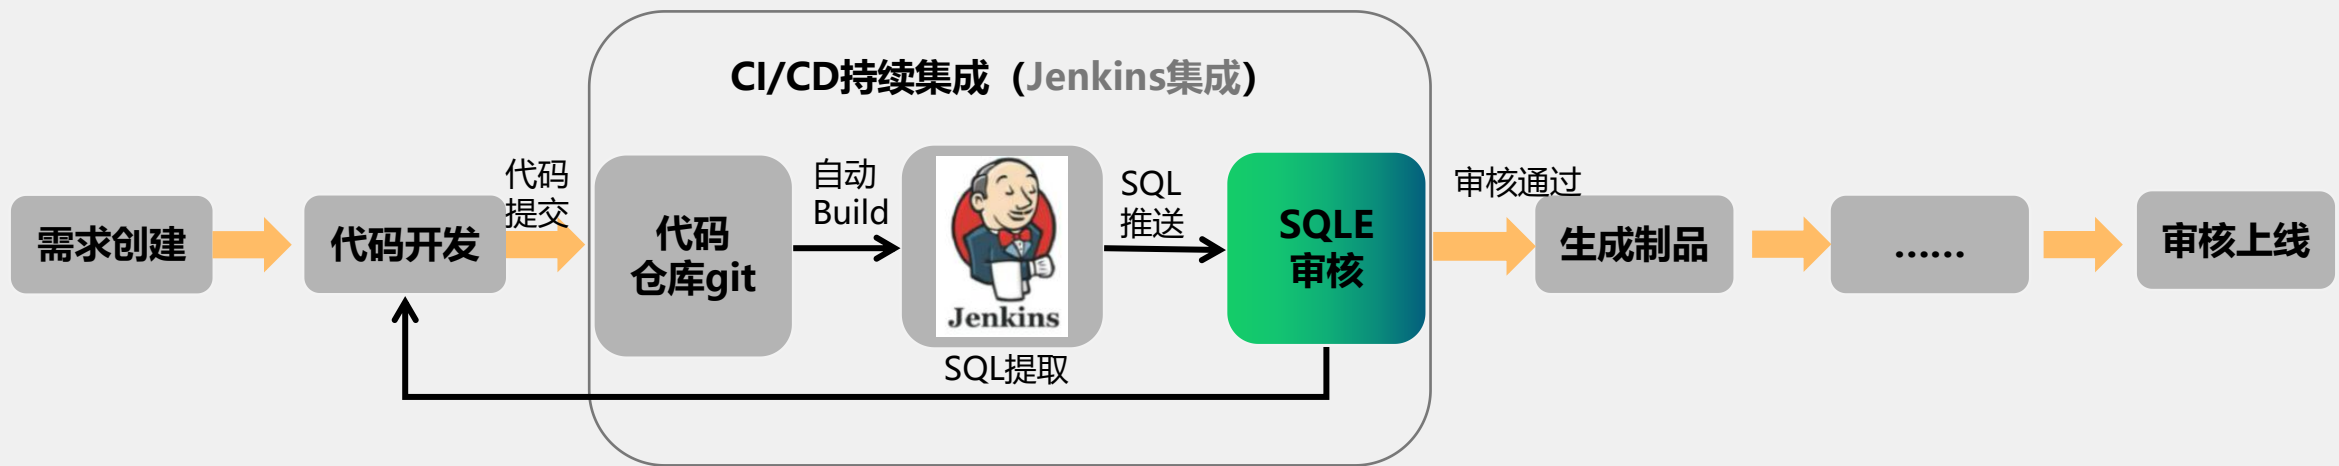 CI/CD持续集成（Jenkins集成）
需求创建
代码开发
代码
提交
代码
仓库git
自动
Build
Jenkins
SQL提取
SQL
推送
SQLE
审核
审核通过
生成制品
......
审核上线